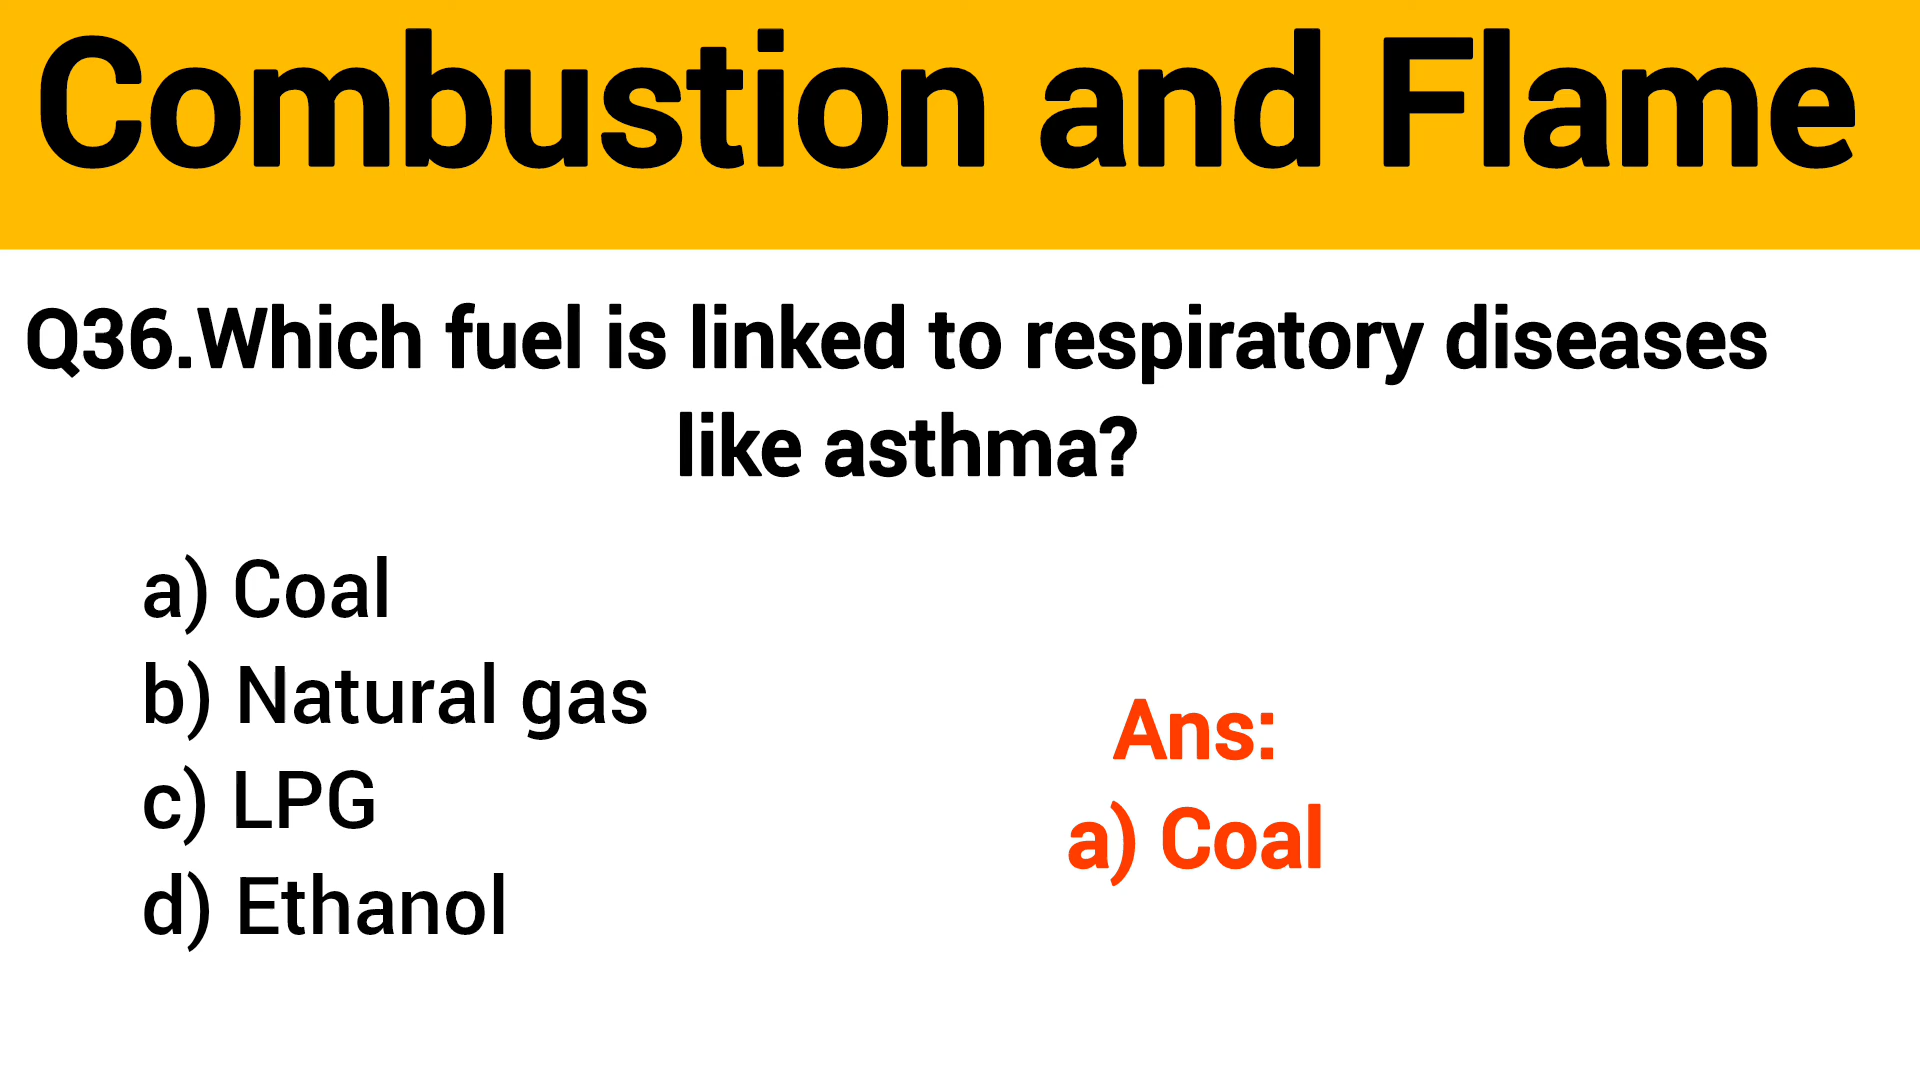 Combustion and Flame
Q36.Which fuel is linked to respiratory diseases
like asthma?
a) Coal
b) Natural gas
c) LPG
d) Ethanol
Ans:
a) Coal